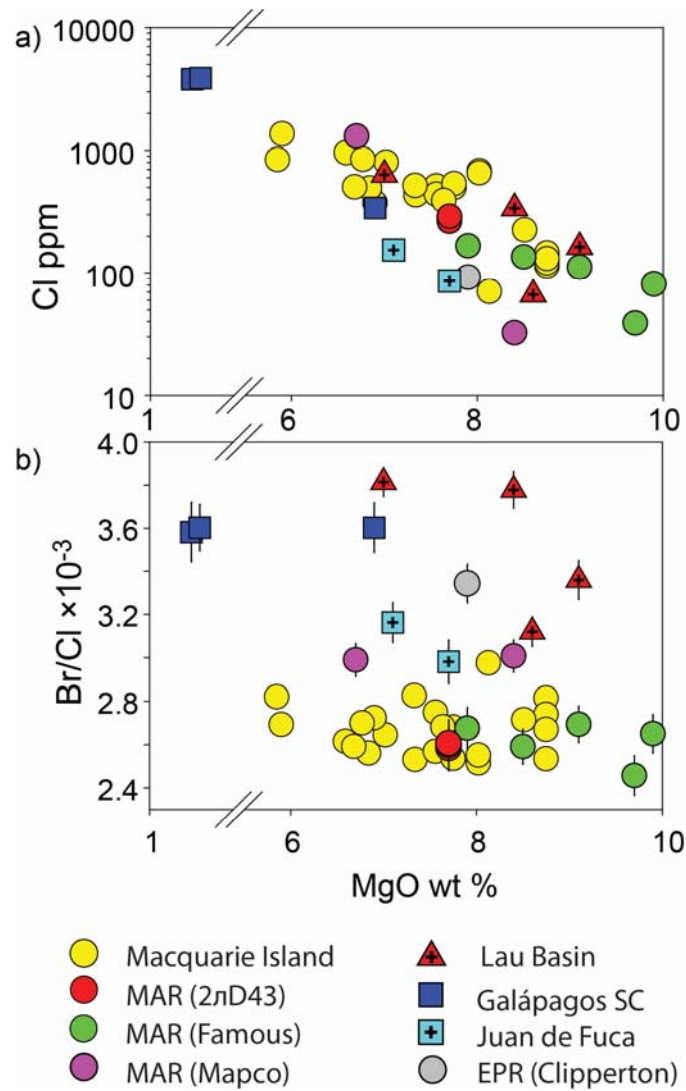 a)
10000
1000
100
10
Cl ppm
1 6 8 10
b)
4.0
3.6
3.2
2.8
2.4
Br/Cl ×10-3
1 6 8 10
MgO wt %
Macquarie Island
MAR (2πD43)
MAR (Famous)
MAR (Mapco)
Lau Basin
Galápagos SC
Juan de Fuca
EPR (Clipperton)